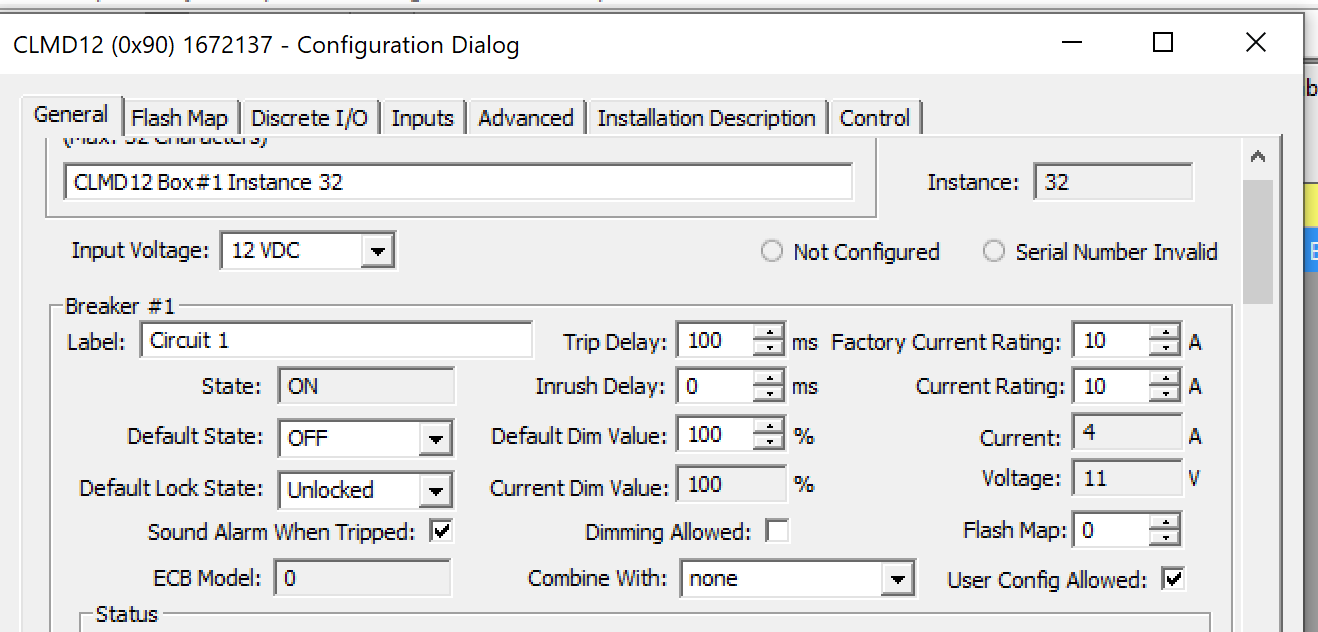 CLMD12 (0x90) 1672137 - Configuration Dialog
General Flash Map Discrete I/O Inputs Advanced Installation Description Control
(Max. 32 Characters)
CLMD12 Box#1 Instance 32 Instance: 32
Input Voltage: 12 VDC Not Configured Serial Number Invalid
Breaker #1
Label: Circuit 1 Trip Delay: 100 ms Factory Current Rating: 10 A
State: ON Inrush Delay: 0 ms Current Rating: 10 A
Default State: OFF Default Dim Value: 100 % Current: 4 A
Default Lock State: Unlocked Current Dim Value: 100 % Voltage: 11 V
Sound Alarm When Tripped: Dimming Allowed: Flash Map: 0
ECB Model: 0 Combine With: none User Config Allowed:
Status